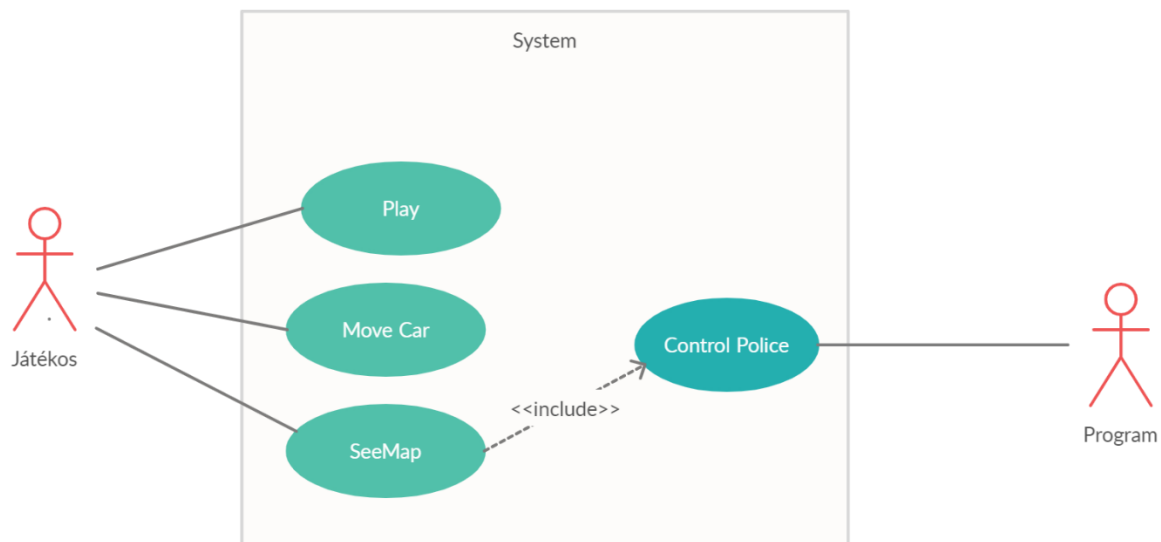 System
Play
Move Car
Control Police
Játékos
<<include>>
SeeMap
Program